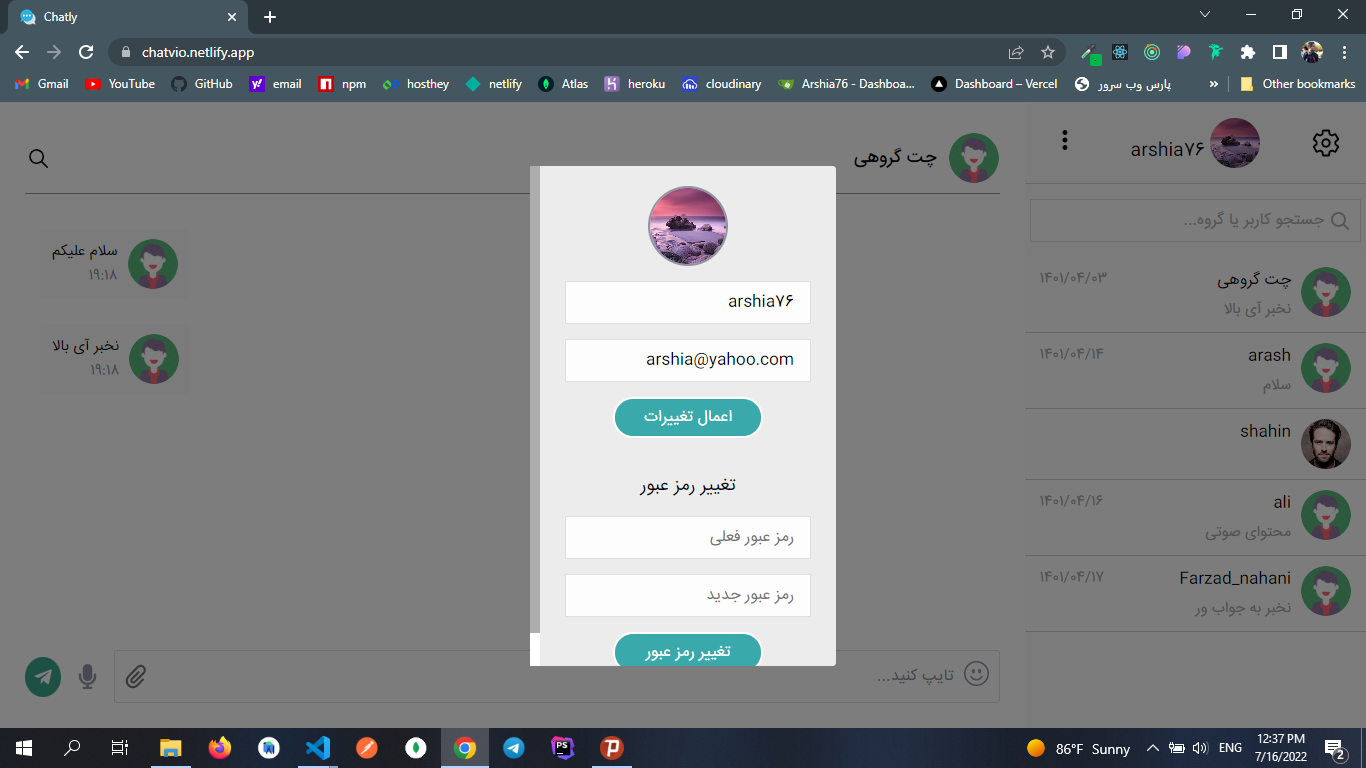 Chatly
chatvio.netlify.app
Gmail
YouTube
GitHub
email
npm
hosthey
netlify
Atlas
heroku
cloudinary
Arshia76 - Dashboa...
Dashboard – Vercel
پارس وب سرور
»
Other bookmarks
arshia۷۶
جستجو کاربر یا گروه...
چت گروهی
۱۴۰۱/۰۴/۰۳
نخبر آی بالا
arash
۱۴۰۱/۰۴/۱۴
سلام
shahin
ali
۱۴۰۱/۰۴/۱۶
محتوای صوتی
Farzad_nahani
۱۴۰۱/۰۴/۱۷
نخبر به جواب ور
چت گروهی
سلام علیکم
۱۹:۱۸
نخبر آی بالا
۱۹:۱۸
arshia۷۶
arshia@yahoo.com
اعمال تغییرات
تغییر رمز عبور
رمز عبور فعلی
رمز عبور جدید
تغییر رمز عبور
تایپ کنید...
PS
86°F Sunny
ENG
12:37 PM
7/16/2022
2